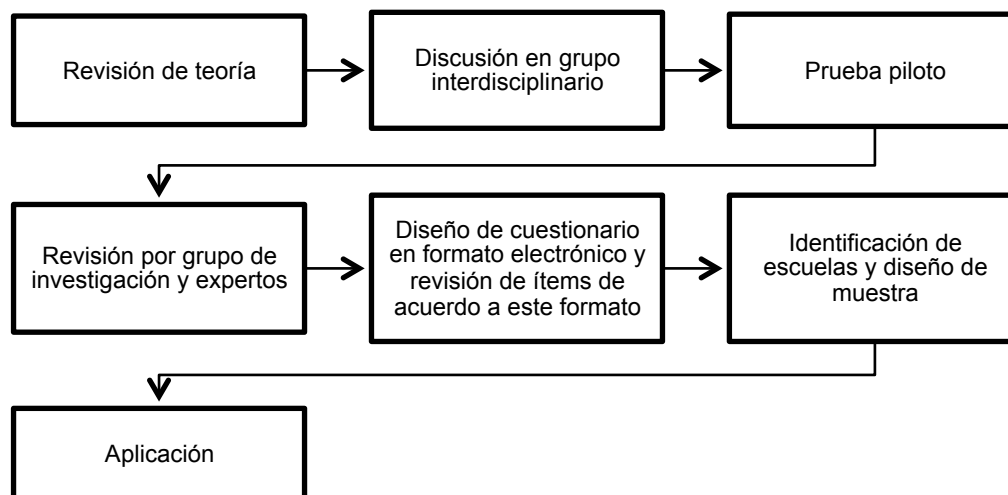 Revisión de teoría
Discusión en grupo
interdisciplinario
Prueba piloto
Revisión por grupo de
investigación y expertos
Diseño de cuestionario
en formato electrónico y
revisión de ítems de
acuerdo a este formato
Identificación de
escuelas y diseño de
muestra
Aplicación